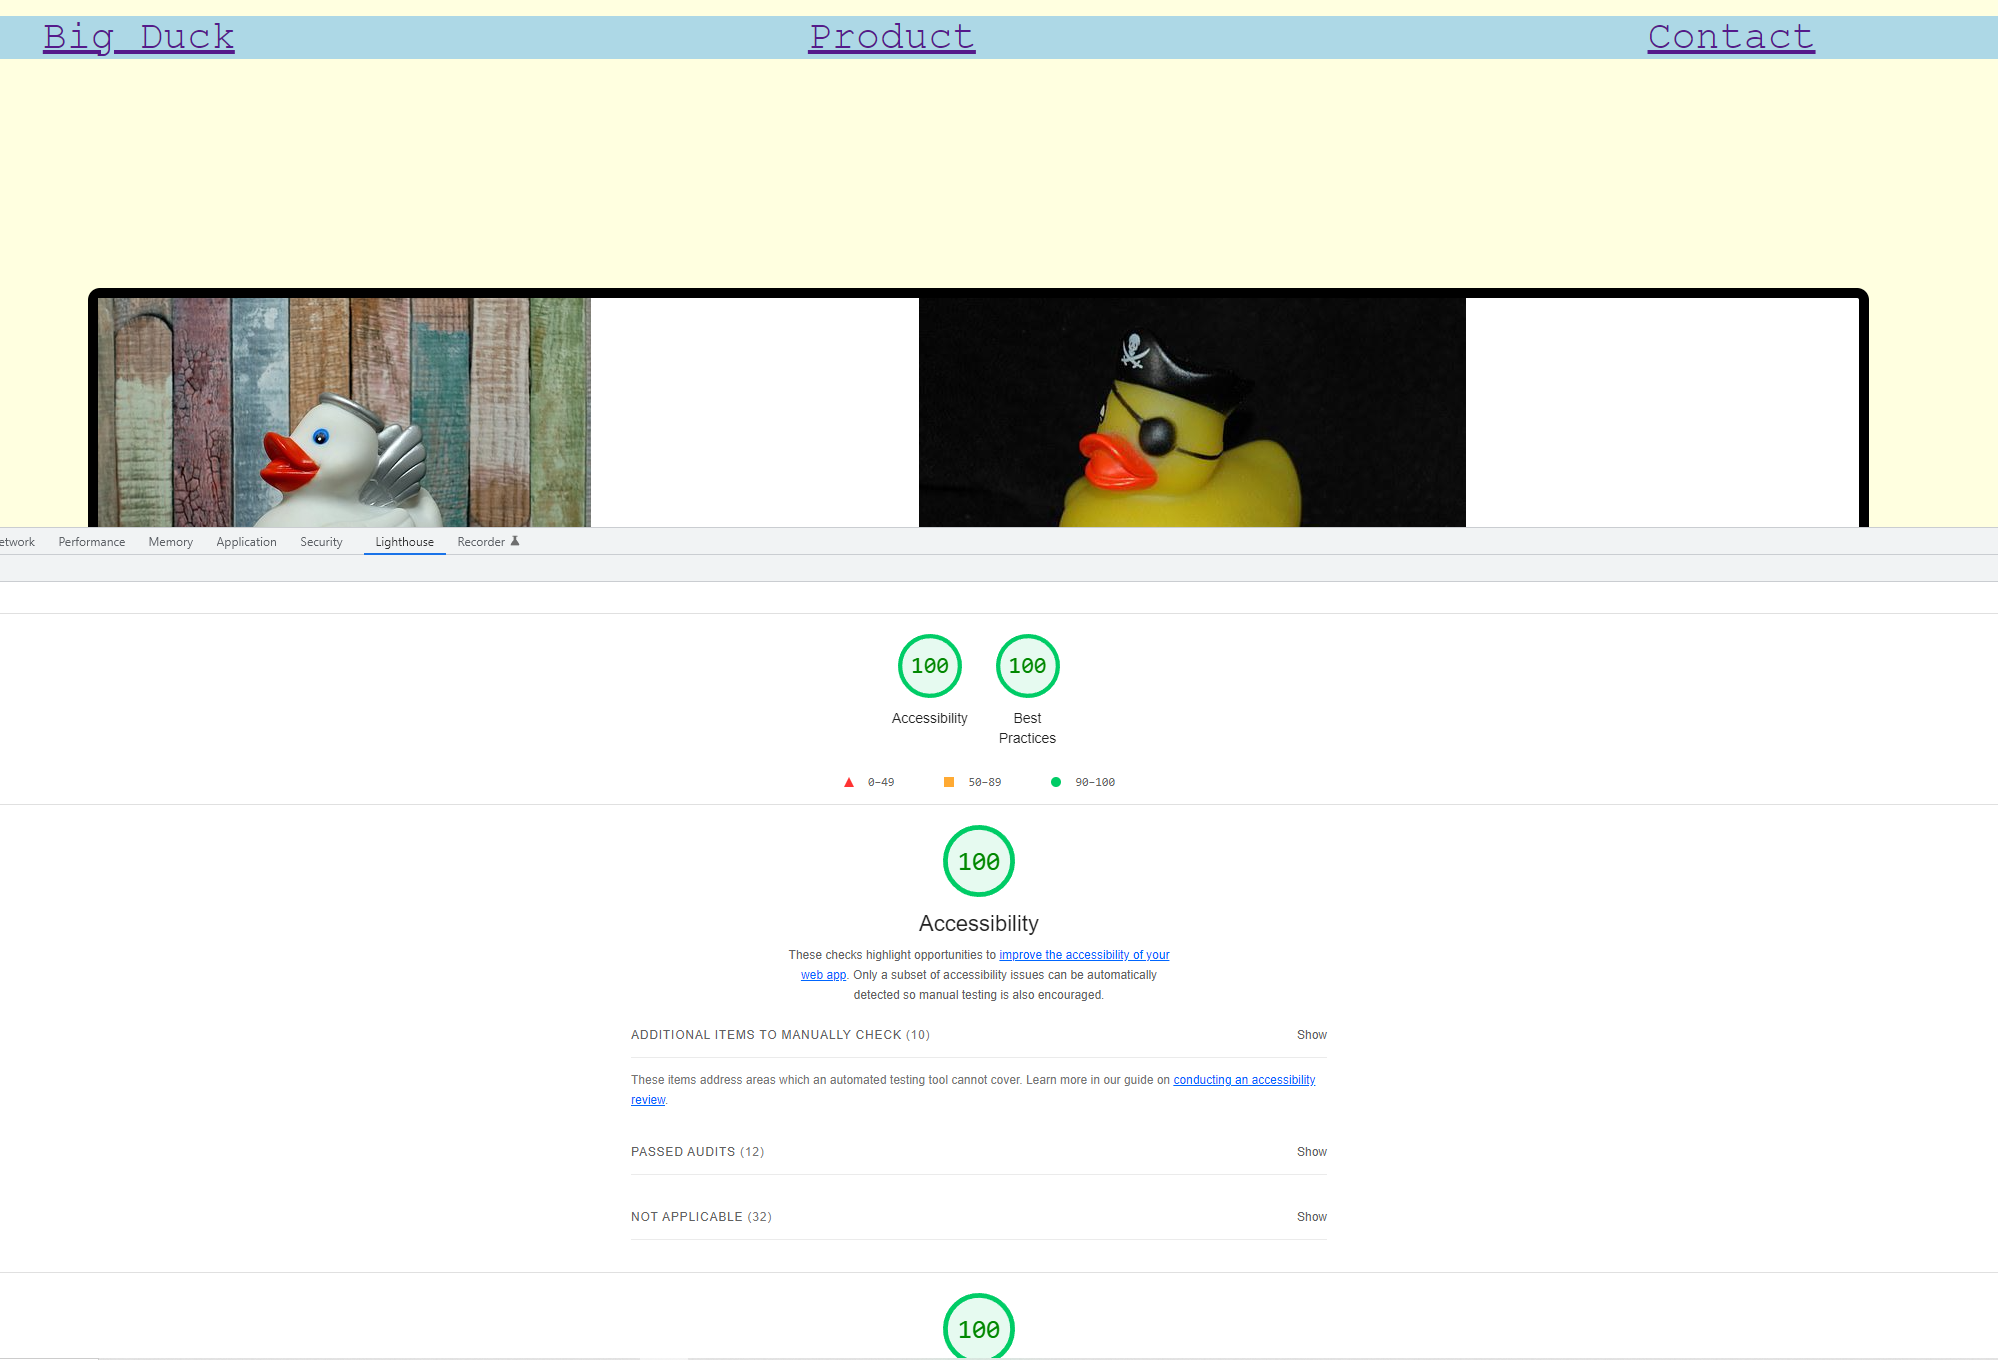 Big Duck Product Contact
etwork Performance Memory Application Security Lighthouse Recorder
100 100
Accessibility Best
Practices
0–49 50–89 90–100
100
Accessibility
These checks highlight opportunities to improve the accessibility of your
web app. Only a subset of accessibility issues can be automatically
detected so manual testing is also encouraged.
ADDITIONAL ITEMS TO MANUALLY CHECK (10) Show
These items address areas which an automated testing tool cannot cover. Learn more in our guide on conducting an accessibility
review.
PASSED AUDITS (12) Show
NOT APPLICABLE (32) Show
100